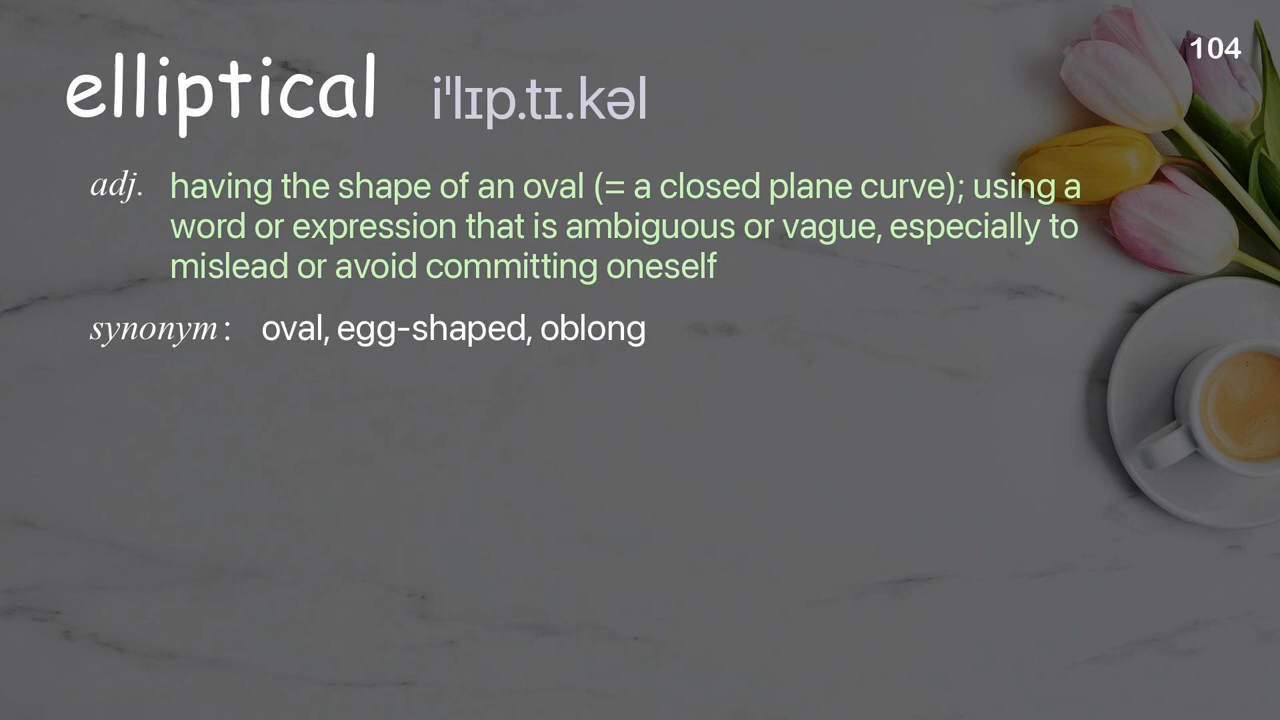 104
elliptical iˈlɪp.tɪ.kəl
adj. having the shape of an oval (= a closed plane curve); using a
word or expression that is ambiguous or vague, especially to
mislead or avoid committing oneself
synonym: oval, egg-shaped, oblong